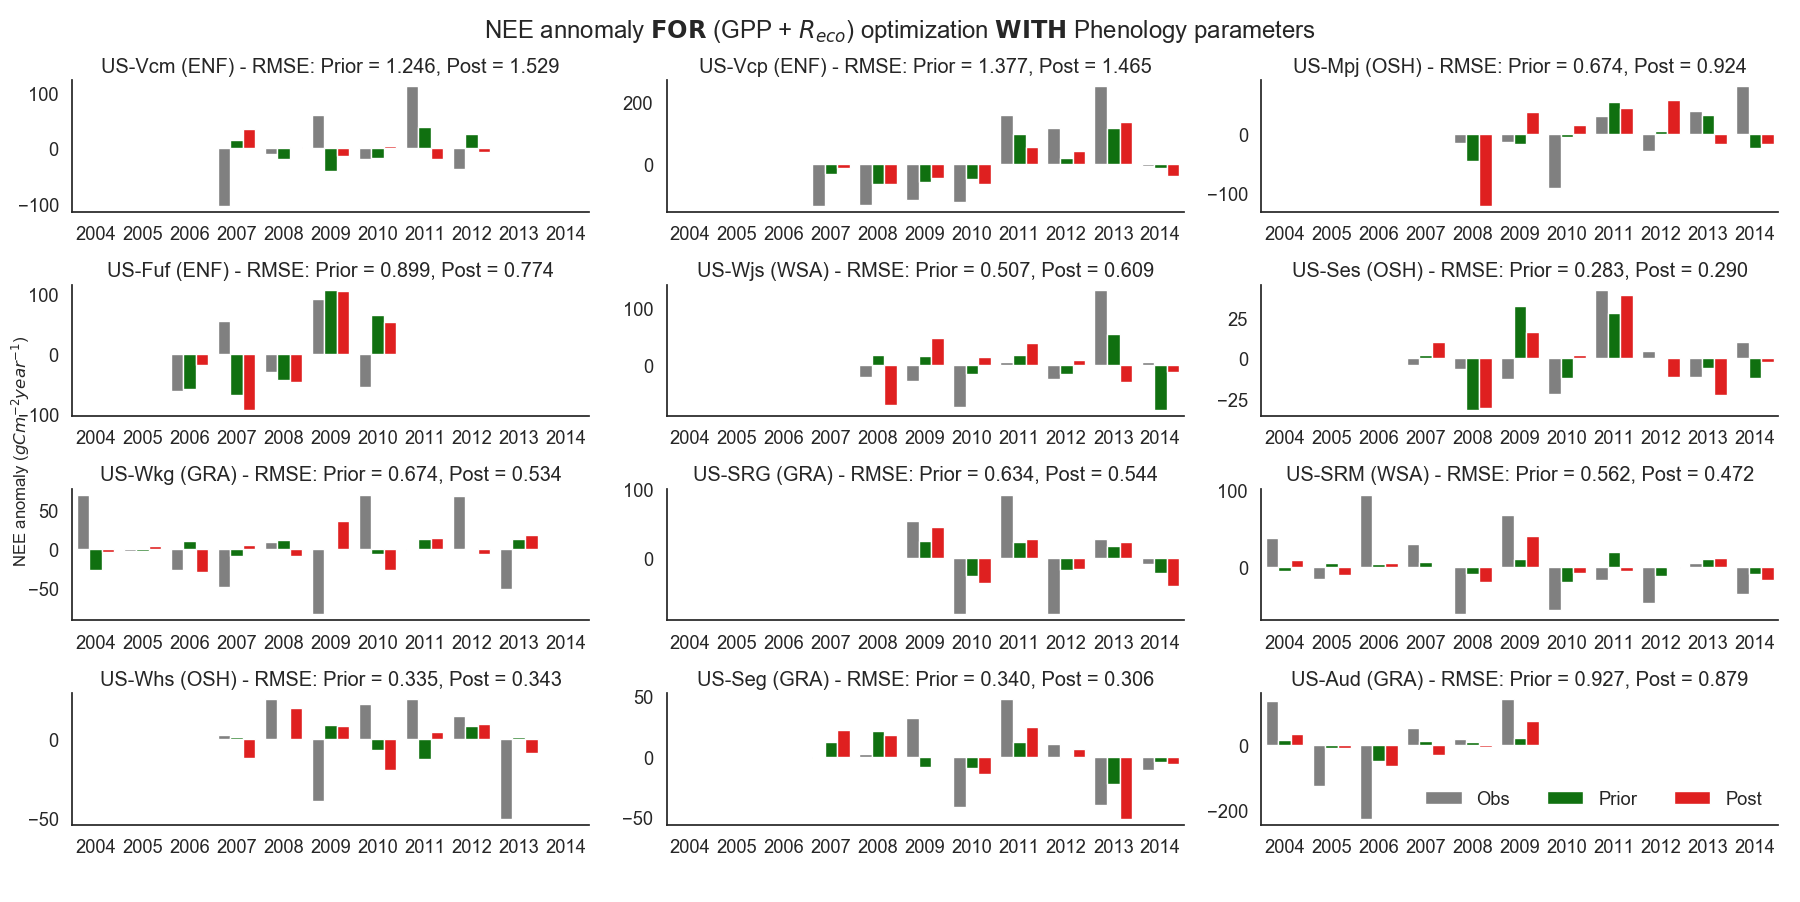 NEE annomaly FOR (GPP + R_eco) optimization WITH Phenology parameters
NEE anomaly (gCm^−2year^−1)
US-Vcm (ENF) - RMSE: Prior = 1.246, Post = 1.529
100
0
−100
2004 2005 2006 2007 2008 2009 2010 2011 2012 2013 2014
US-Vcp (ENF) - RMSE: Prior = 1.377, Post = 1.465
200
0
2004 2005 2006 2007 2008 2009 2010 2011 2012 2013 2014
US-Mpj (OSH) - RMSE: Prior = 0.674, Post = 0.924
0
−100
2004 2005 2006 2007 2008 2009 2010 2011 2012 2013 2014
US-Fuf (ENF) - RMSE: Prior = 0.899, Post = 0.774
100
0
−100
2004 2005 2006 2007 2008 2009 2010 2011 2012 2013 2014
US-Wjs (WSA) - RMSE: Prior = 0.507, Post = 0.609
100
0
2004 2005 2006 2007 2008 2009 2010 2011 2012 2013 2014
US-Ses (OSH) - RMSE: Prior = 0.283, Post = 0.290
25
0
−25
2004 2005 2006 2007 2008 2009 2010 2011 2012 2013 2014
US-Wkg (GRA) - RMSE: Prior = 0.674, Post = 0.534
50
0
−50
2004 2005 2006 2007 2008 2009 2010 2011 2012 2013 2014
US-SRG (GRA) - RMSE: Prior = 0.634, Post = 0.544
100
0
2004 2005 2006 2007 2008 2009 2010 2011 2012 2013 2014
US-SRM (WSA) - RMSE: Prior = 0.562, Post = 0.472
100
0
2004 2005 2006 2007 2008 2009 2010 2011 2012 2013 2014
US-Whs (OSH) - RMSE: Prior = 0.335, Post = 0.343
0
−50
2004 2005 2006 2007 2008 2009 2010 2011 2012 2013 2014
US-Seg (GRA) - RMSE: Prior = 0.340, Post = 0.306
50
0
−50
2004 2005 2006 2007 2008 2009 2010 2011 2012 2013 2014
US-Aud (GRA) - RMSE: Prior = 0.927, Post = 0.879
0
−200
Obs Prior Post
2004 2005 2006 2007 2008 2009 2010 2011 2012 2013 2014